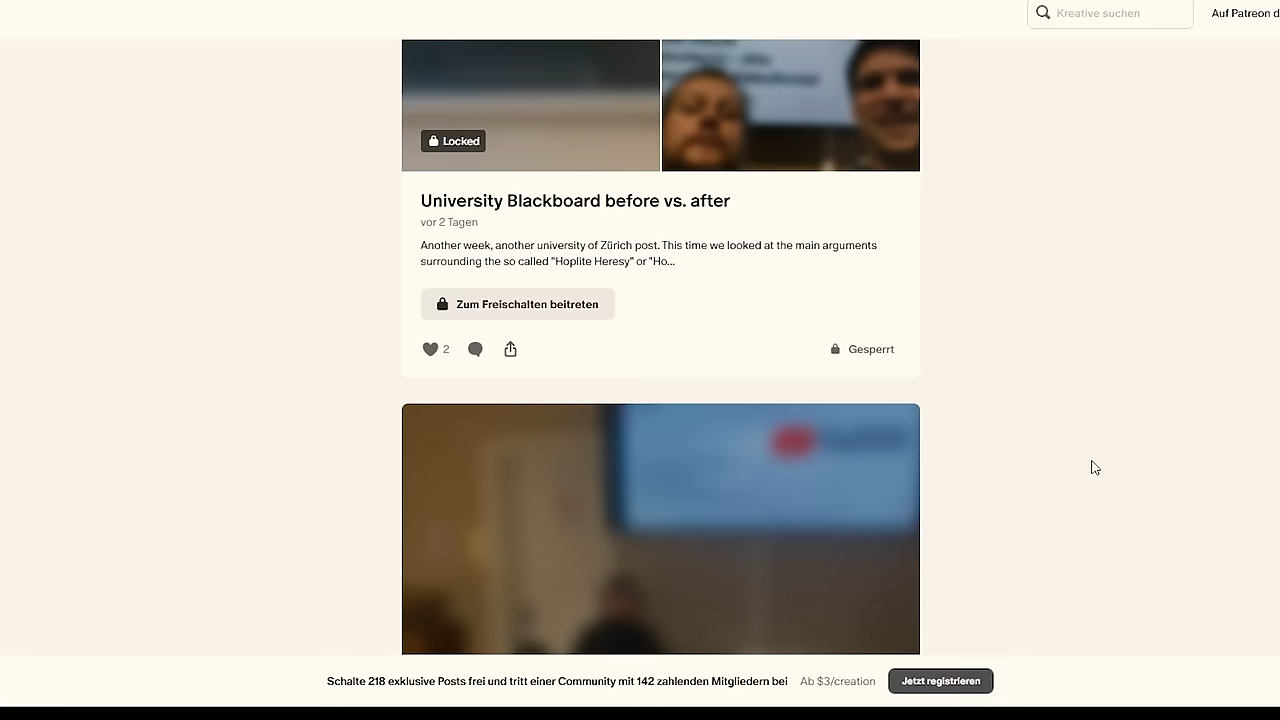 Kreative suchen
Auf Patreon d
Locked
University Blackboard before vs. after
vor 2 Tagen
Another week, another university of Zürich post. This time we looked at the main arguments
surrounding the so called "Hoplite Heresy" or "Ho...
Zum Freischalten beitreten
2
Gesperrt
Schalte 218 exklusive Posts frei und tritt einer Community mit 142 zahlenden Mitgliedern bei
Ab $3/creation
Jetzt registrieren